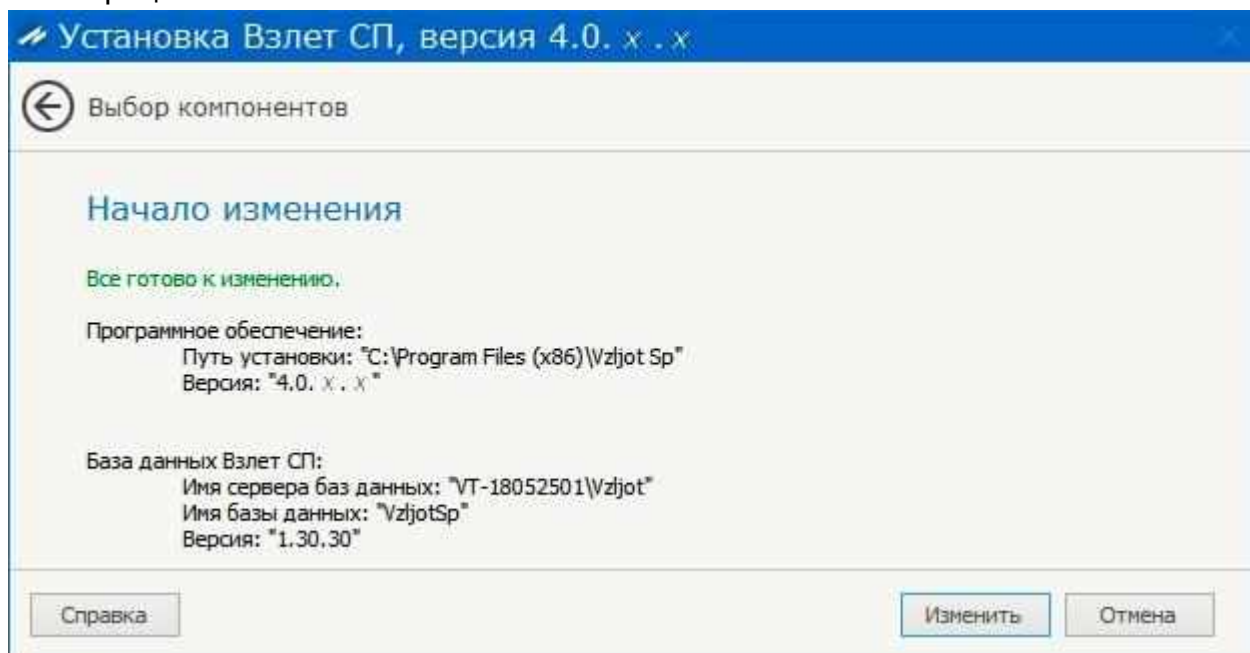 Установка Взлет СП, версия 4.0. x . x
Выбор компонентов
Начало изменения
Все готово к изменению.
Программное обеспечение:
Путь установки: "C:\Program Files (x86)\Vzljot Sp"
Версия: "4.0. x . x "
База данных Взлет СП:
Имя сервера баз данных: "VT-18052501\Vzljot"
Имя базы данных: "VzljotSp"
Версия: "1.30.30"
Справка
Изменить
Отмена